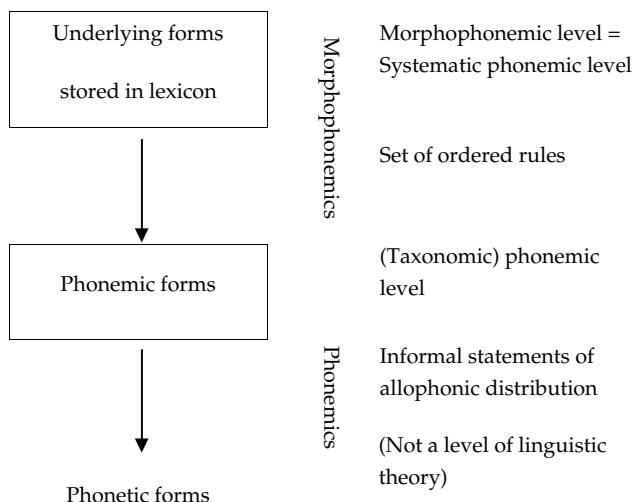 Underlying forms
stored in lexicon
Morphophonemics
Morphophonemic level =
Systematic phonemic level
Set of ordered rules
Phonemic forms
(Taxonomic) phonemic
level
Phonemics
Informal statements of
allophonic distribution
(Not a level of linguistic
theory)
Phonetic forms